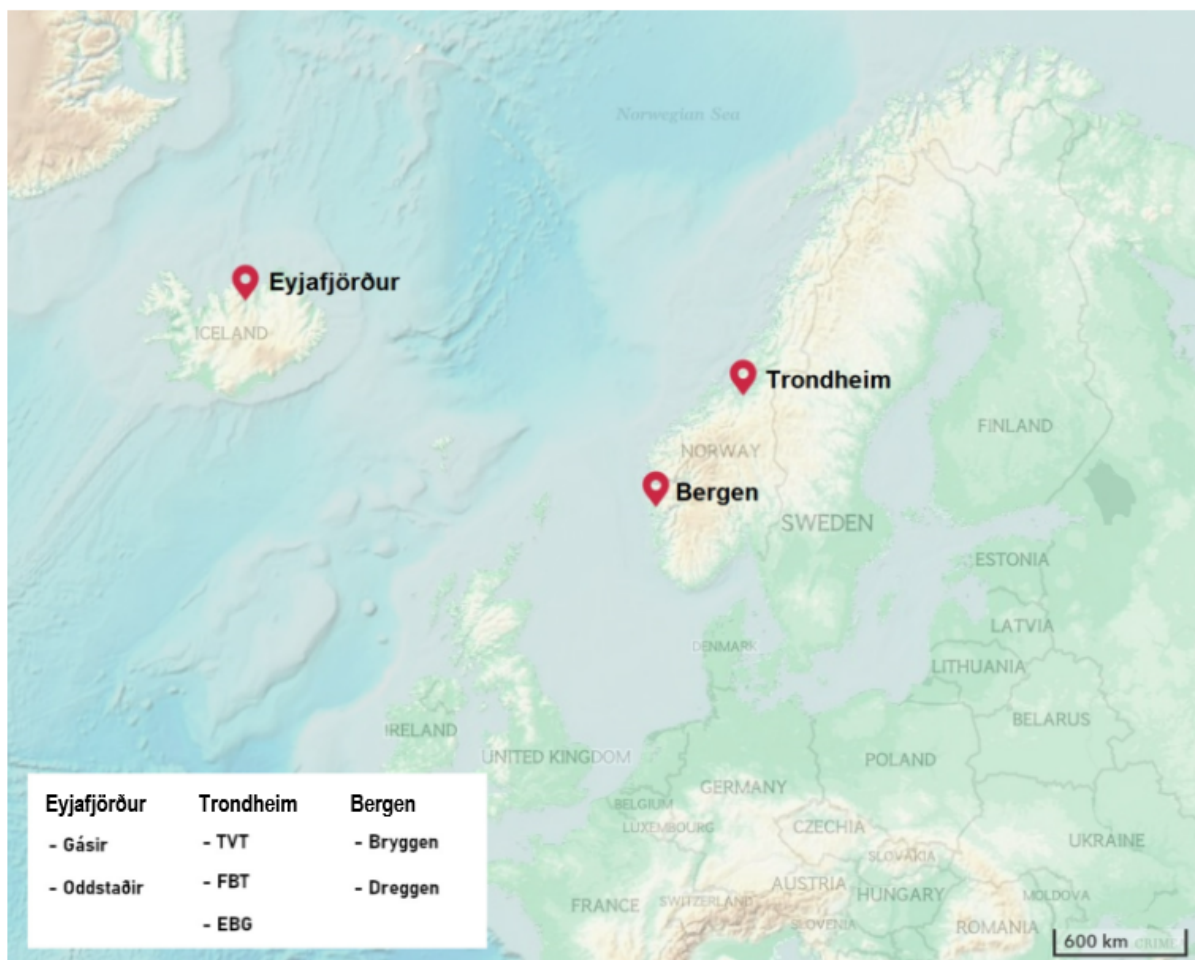 Norwegian Sea
Eyjafjörður
ICELAND
Trondheim
FINLAND
NORWAY
Bergen
SWEDEN
ESTONIA
LATVIA
DENMARK
LITHUANIA
IRELAND
BELARUS
UNITED KINGDOM
POLAND
GERMANY
BELGIUM
LUXEMBOURG
CZECHIA
UKRAINE
SLOVAKIA
AUSTRIA
HUNGARY
MOLDOVA
FRANCE
SWITZERLAND
SLOVENIA
ROMANIA
Eyjafjörður Trondheim Bergen
- Gásir - TVT - Bryggen
- Oddstaðir - FBT - Dreggen
- EBG
600 km